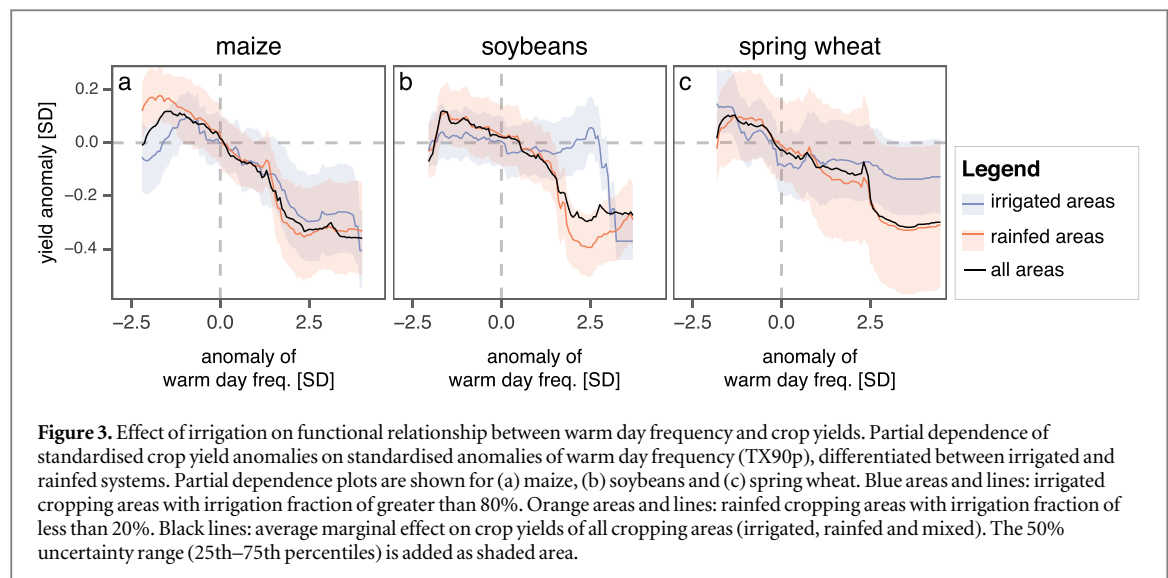 maize
soybeans
spring wheat
a
b
c
yield anomaly [SD]
0.2
0.0
−0.2
−0.4
−2.5
0.0
2.5
−2.5
0.0
2.5
−2.5
0.0
2.5
anomaly of
warm day freq. [SD]
anomaly of
warm day freq. [SD]
anomaly of
warm day freq. [SD]
Legend
irrigated areas
rainfed areas
all areas
Figure 3. Effect of irrigation on functional relationship between warm day frequency and crop yields. Partial dependence of
standardised crop yield anomalies on standardised anomalies of warm day frequency (TX90p), differentiated between irrigated and
rainfed systems. Partial dependence plots are shown for (a) maize, (b) soybeans and (c) spring wheat. Blue areas and lines: irrigated
cropping areas with irrigation fraction of greater than 80%. Orange areas and lines: rainfed cropping areas with irrigation fraction of
less than 20%. Black lines: average marginal effect on crop yields of all cropping areas (irrigated, rainfed and mixed). The 50%
uncertainty range (25th–75th percentiles) is added as shaded area.